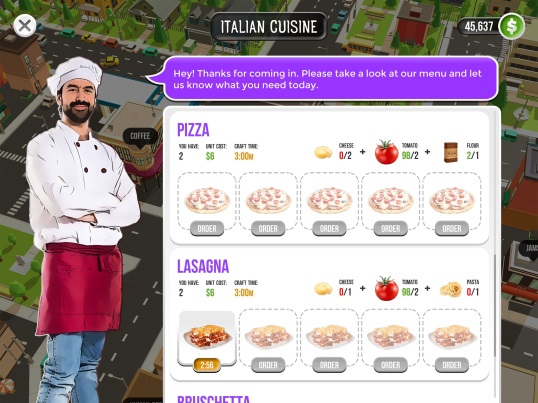 ITALIAN CUISINE
45,637 $
Hey! Thanks for coming in. Please take a look at our menu and let
us know what you need today.
COFFEE
PIZZA
YOU HAVE: UNIT COST: CRAFT TIME:
2 $6 3:00M
CHEESE
0/2
+
TOMATO
98/2
+
FLOUR
2/1
ORDER ORDER ORDER ORDER ORDER
LASAGNA
YOU HAVE: UNIT COST: CRAFT TIME:
2 $6 3:00M
CHEESE
0/1
+
TOMATO
98/2
+
PASTA
0/1
2:56 ORDER ORDER ORDER ORDER
BRUSCHETTA